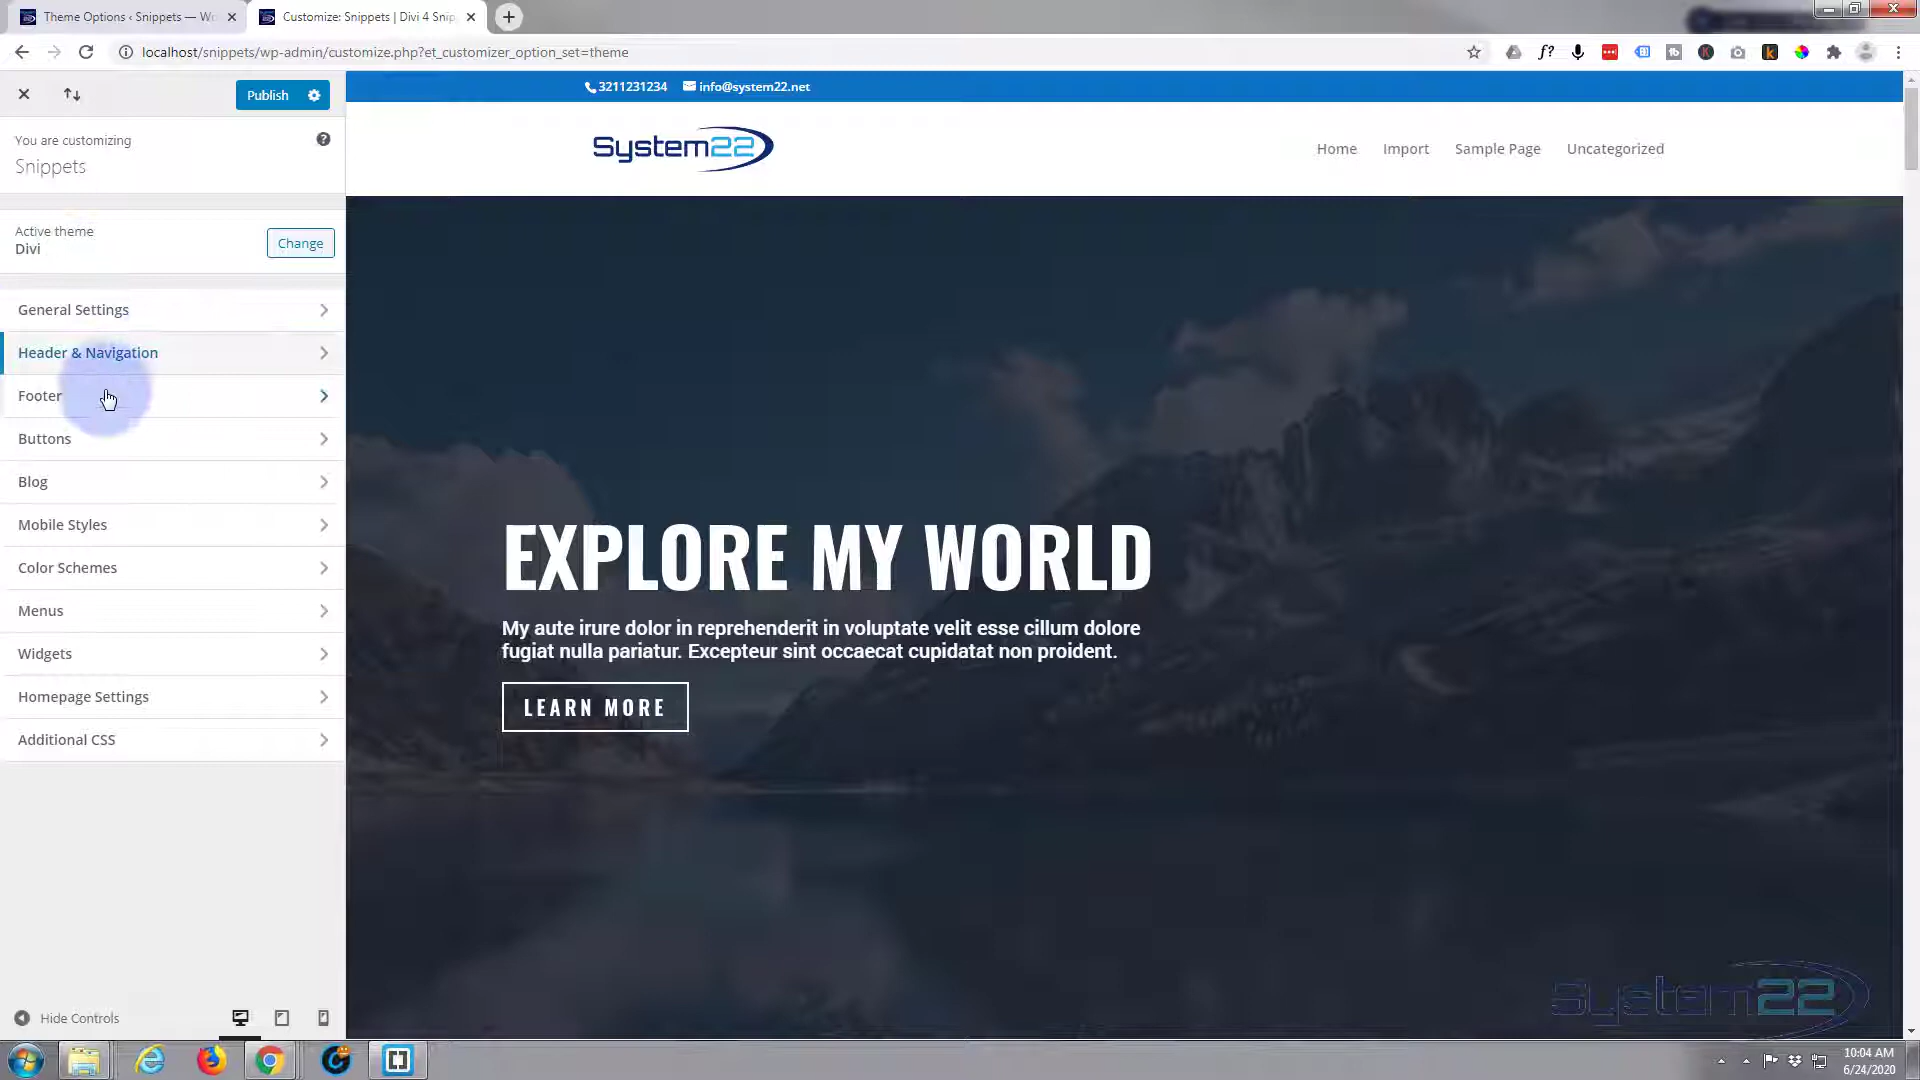 Theme Options ‹ Snippets — Wo
Customize: Snippets | Divi 4 Snip
localhost/snippets/wp-admin/customize.php?et_customizer_option_set=theme
Publish
You are customizing
Snippets
Active theme
Divi
Change
General Settings
Header & Navigation
Footer
Buttons
Blog
Mobile Styles
Color Schemes
Menus
Widgets
Homepage Settings
Additional CSS
Hide Controls
3211231234 info@system22.net
System22
Home Import Sample Page Uncategorized
EXPLORE MY WORLD
My aute irure dolor in reprehenderit in voluptate velit esse cillum dolore
fugiat nulla pariatur. Excepteur sint occaecat cupidatat non proident.
LEARN MORE
System22
10:04 AM
6/24/2020